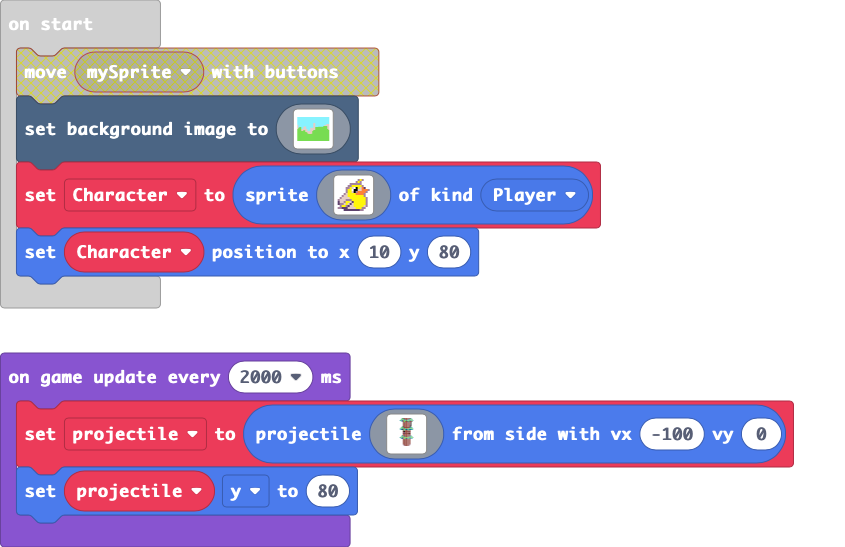 on start
move mySprite with buttons
set background image to
set Character to sprite of kind Player
set Character position to x 10 y 80
on game update every 2000 ms
set projectile to projectile from side with vx -100 vy 0
set projectile y to 80